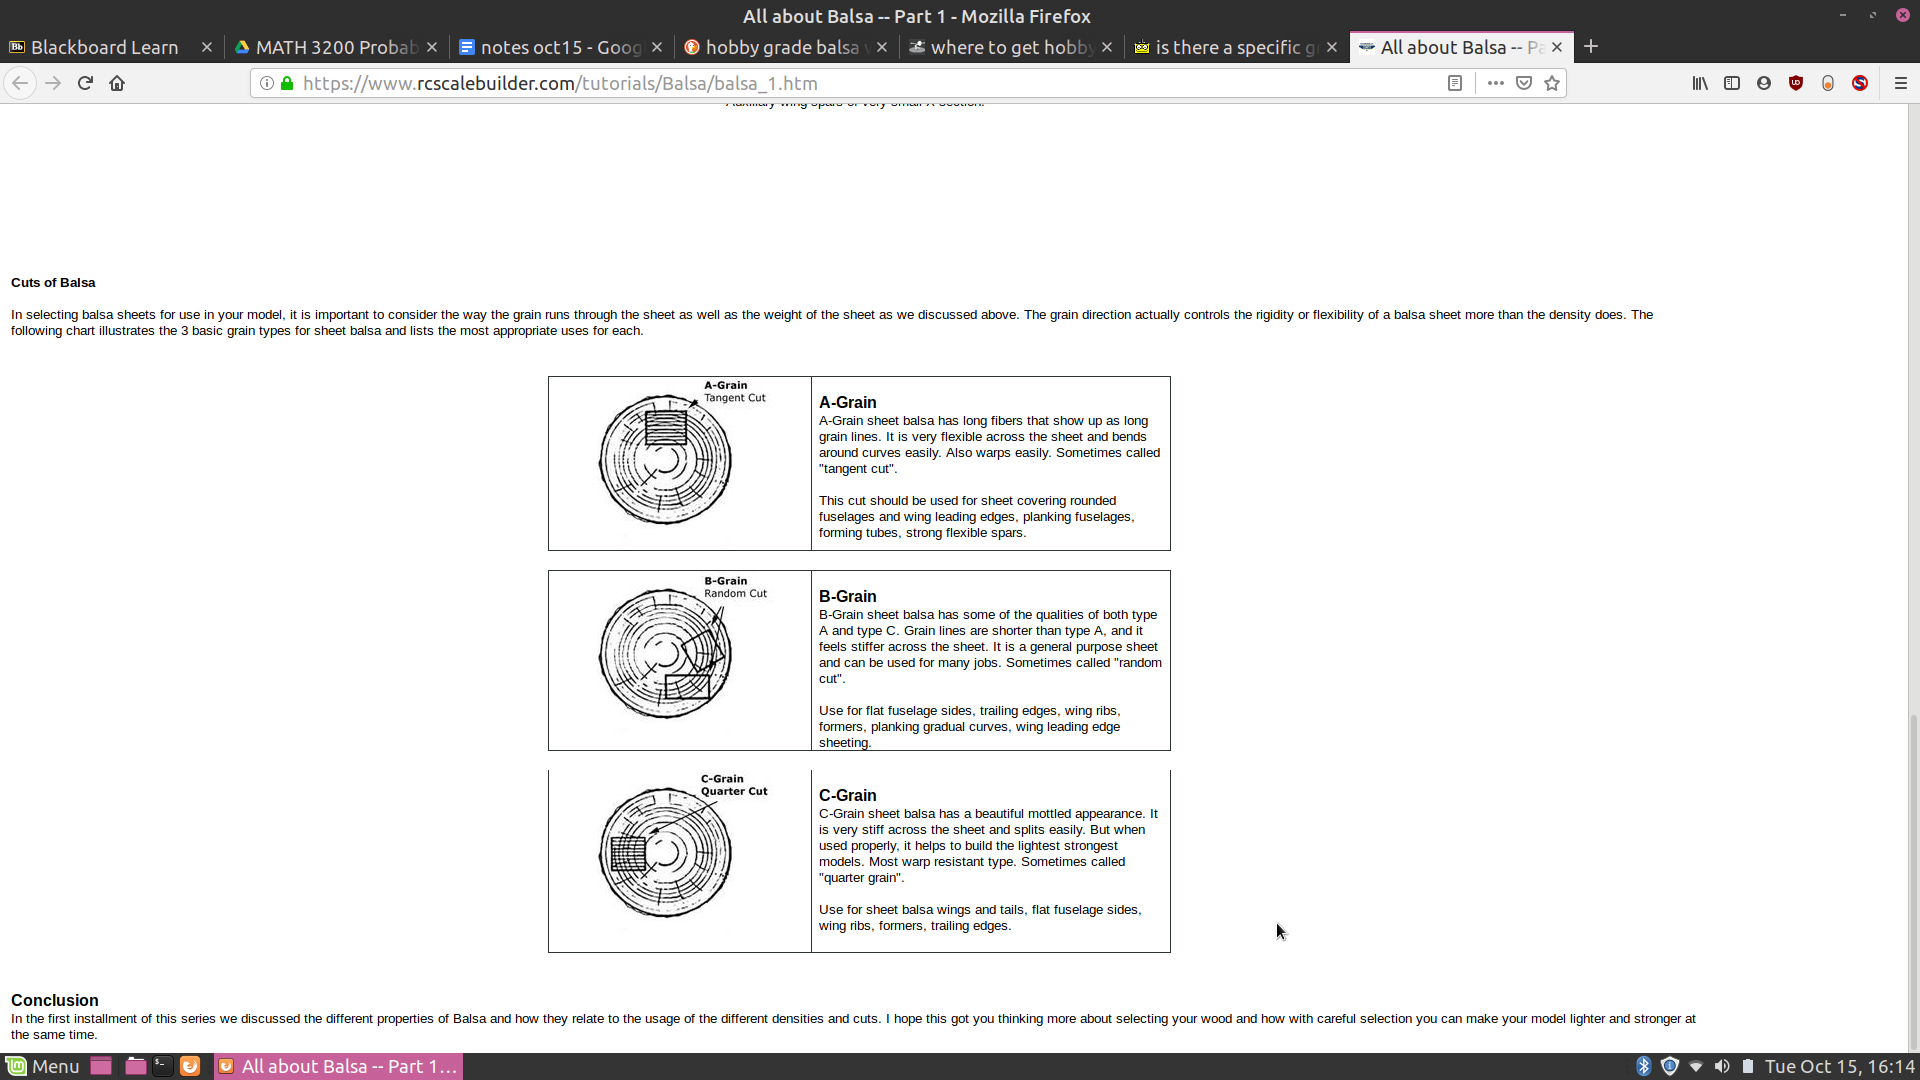 All about Balsa -- Part 1 - Mozilla Firefox
Blackboard Learn
MATH 3200 Probab
notes oct15 - Goog
hobby grade balsa
where to get hobby
is there a specific g
All about Balsa -- Pa
https://www.rcscalebuilder.com/tutorials/Balsa/balsa_1.htm
Auxiliary wing spars of very small X-section.
Cuts of Balsa
In selecting balsa sheets for use in your model, it is important to consider the way the grain runs through the sheet as well as the weight of the sheet as we discussed above. The grain direction actually controls the rigidity or flexibility of a balsa sheet more than the density does. The
following chart illustrates the 3 basic grain types for sheet balsa and lists the most appropriate uses for each.
A-Grain
Tangent Cut
A-Grain
A-Grain sheet balsa has long fibers that show up as long
grain lines. It is very flexible across the sheet and bends
around curves easily. Also warps easily. Sometimes called
"tangent cut".
This cut should be used for sheet covering rounded
fuselages and wing leading edges, planking fuselages,
forming tubes, strong flexible spars.
B-Grain
Random Cut
B-Grain
B-Grain sheet balsa has some of the qualities of both type
A and type C. Grain lines are shorter than type A, and it
feels stiffer across the sheet. It is a general purpose sheet
and can be used for many jobs. Sometimes called "random
cut".
Use for flat fuselage sides, trailing edges, wing ribs,
formers, planking gradual curves, wing leading edge
sheeting.
C-Grain
Quarter Cut
C-Grain
C-Grain sheet balsa has a beautiful mottled appearance. It
is very stiff across the sheet and splits easily. But when
used properly, it helps to build the lightest strongest
models. Most warp resistant type. Sometimes called
"quarter grain".
Use for sheet balsa wings and tails, flat fuselage sides,
wing ribs, formers, trailing edges.
Conclusion
In the first installment of this series we discussed the different properties of Balsa and how they relate to the usage of the different densities and cuts. I hope this got you thinking more about selecting your wood and how with careful selection you can make your model lighter and stronger at
the same time.
Menu
All about Balsa -- Part 1...
Tue Oct 15, 16:14